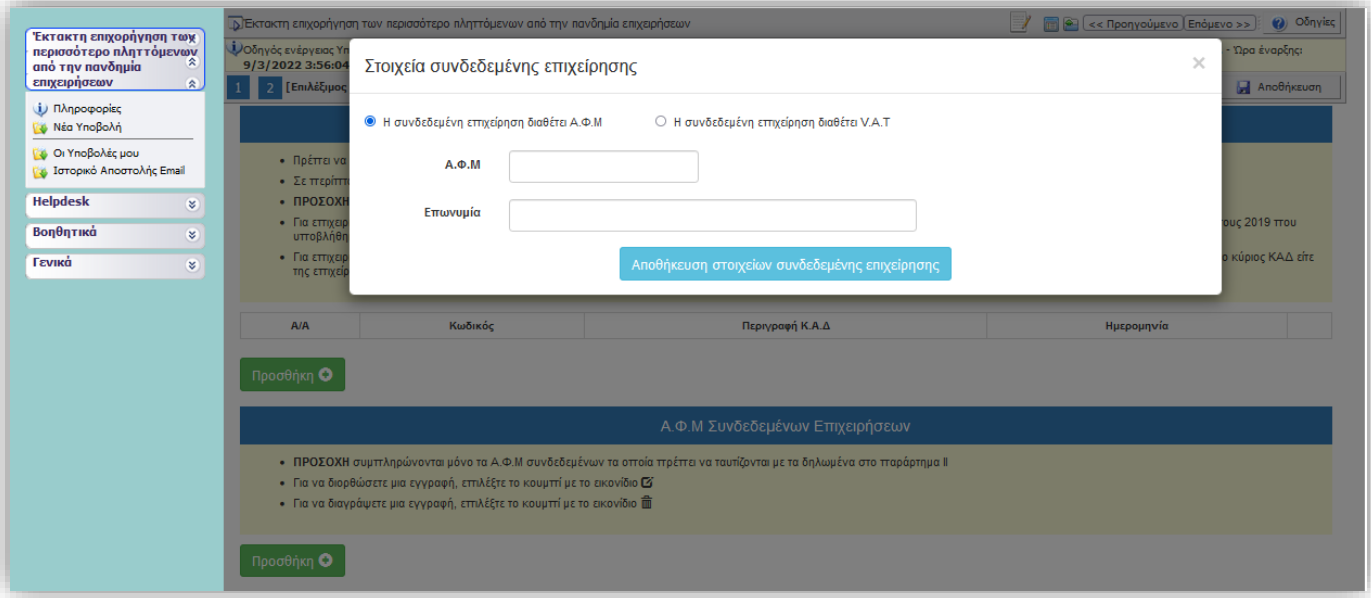 Έκτακτη επιχορήγηση των
περισσότερο πληττόμενων
από την πανδημία
επιχειρήσεων
Πληροφορίες
Νέα Υποβολή
Οι Υποβολές μου
Ιστορικό Αποστολής Email
Helpdesk
Βοηθητικά
Γενικά
Έκτακτη επιχορήγηση των περισσότερο πληττόμενων από την πανδημία επιχειρήσεων
<< Προηγούμενο Επόμενο >> Οδηγίες
Οδηγός ενέργειας Υπ - Ώρα έναρξης:
9/3/2022 3:56:04
1 2 [Επιλέξιμος Αποθήκευση
Στοιχεία συνδεδεμένης επιχείρησης
Η συνδεδεμένη επιχείρηση διαθέτει Α.Φ.Μ Η συνδεδεμένη επιχείρηση διαθέτει V.A.T
Α.Φ.Μ
Επωνυμία
Αποθήκευση στοιχείων συνδεδεμένης επιχείρησης
• Πρέπει να
• Σε περίπτ
• ΠΡΟΣΟΧΗ
• Για επιχειρ ους 2019 που
υποβλήθη
• Για επιχειρ ο κύριος ΚΑΔ είτε
της επιχείρ
Α/Α Κωδικός Περιγραφή Κ.Α.Δ Ημερομηνία
Προσθήκη
Α.Φ.Μ Συνδεδεμένων Επιχειρήσεων
• ΠΡΟΣΟΧΗ συμπληρώνονται μόνο τα Α.Φ.Μ συνδεδεμένων τα οποία πρέπει να ταυτίζονται με τα δηλωμένα στο παράρτημα ΙΙ
• Για να διορθώσετε μια εγγραφή, επιλέξτε το κουμπί με το εικονίδιο
• Για να διαγράψετε μια εγγραφή, επιλέξτε το κουμπί με το εικονίδιο
Προσθήκη